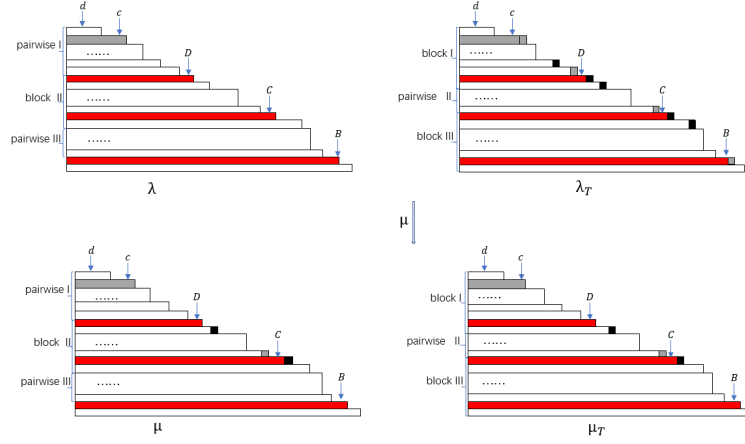 d
c
pairwise I
......
D
block II
......
C
pairwise III
......
B
λ
d
c
block I
......
D
pairwise II
......
C
block III
......
B
λ_T
μ
d
c
pairwise I
......
D
block II
......
C
pairwise III
......
B
μ
d
c
block I
......
D
pairwise II
......
C
block III
......
B
μ_T